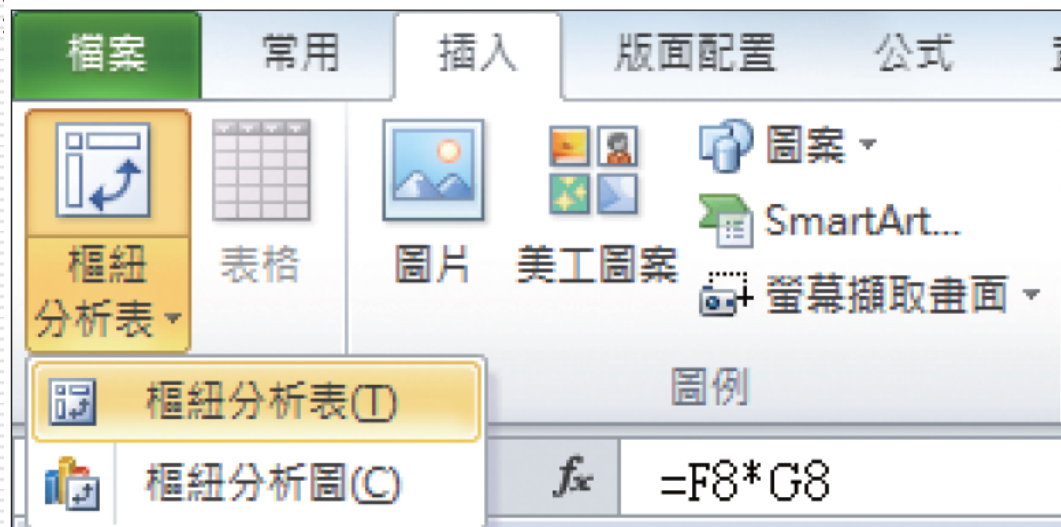 檔案 常用 插入 版面配置 公式
樞紐
分析表
表格
圖片
美工圖案
圖案
SmartArt...
螢幕擷取畫面
圖例
樞紐分析表(T)
樞紐分析圖(C)
fx =F8*G8